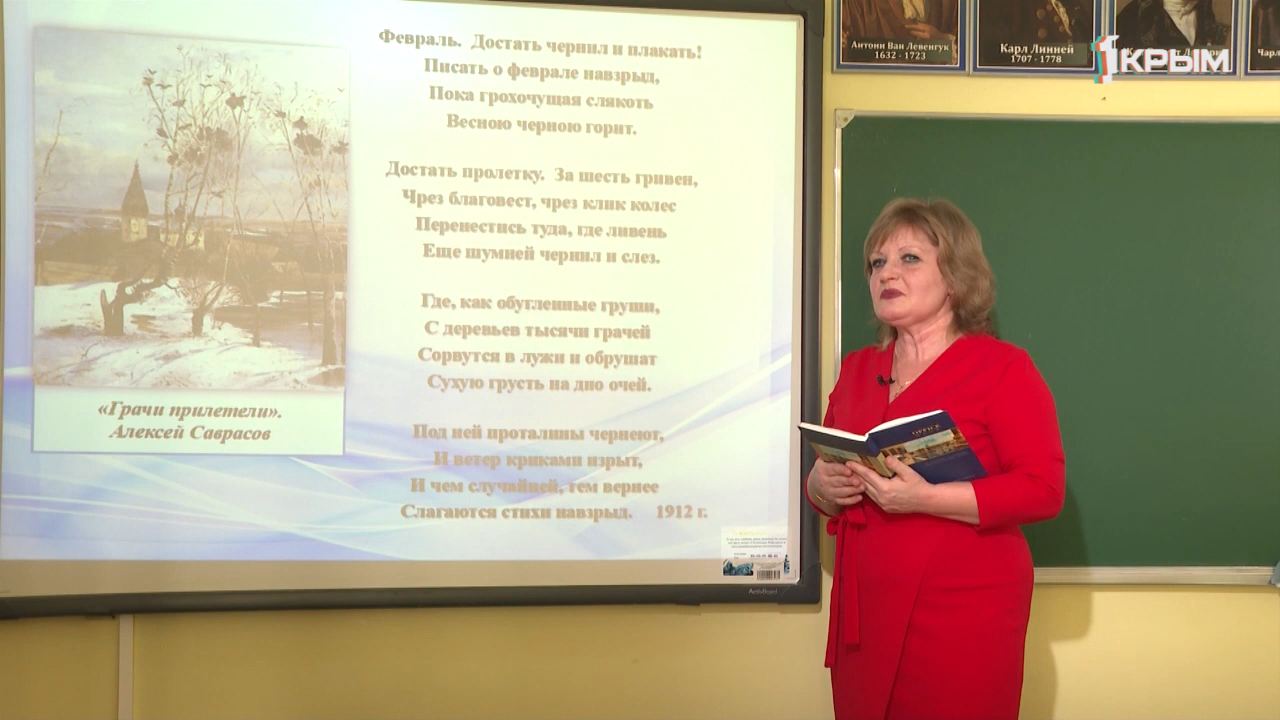 Февраль. Достать чернил и плакать!
Писать о феврале навзрыд,
Пока грохочущая слякоть
Весною черною горит.
Достать пролетку. За шесть гривен,
Чрез благовест, чрез клик колес
Перенестись туда, где ливень
Еще шумней чернил и слез.
Где, как обугленные груши,
С деревьев тысячи грачей
Сорвутся в лужи и обрушат
Сухую грусть на дно очей.
Под ней проталины чернеют,
И ветер криками изрыт,
И чем случайней, тем вернее
Слагаются стихи навзрыд. 1912 г.
«Грачи прилетели».
Алексей Саврасов
Антони Ван Левенгук
1632 - 1723
Карл Линней
1707 - 1778
1КРЫМ
OFFICE
ActivBoard